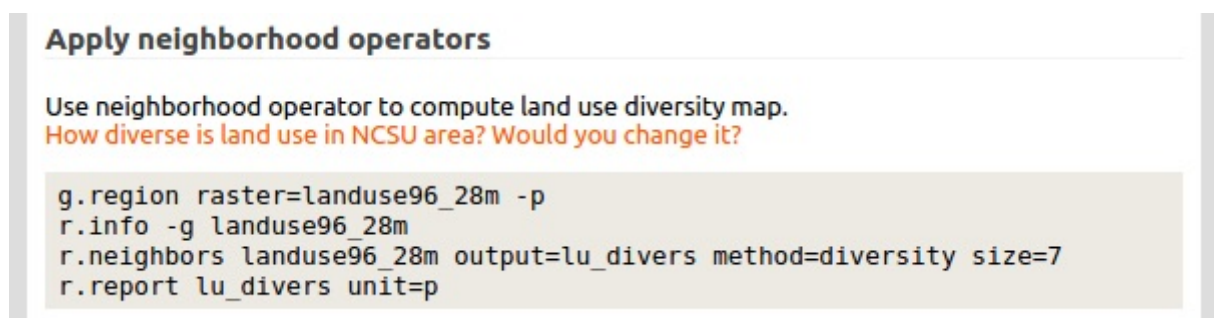 Apply neighborhood operators
Use neighborhood operator to compute land use diversity map.
How diverse is land use in NCSU area? Would you change it?
g.region raster=landuse96_28m -p
r.info -g landuse96_28m
r.neighbors landuse96_28m output=lu_divers method=diversity size=7
r.report lu_divers unit=p